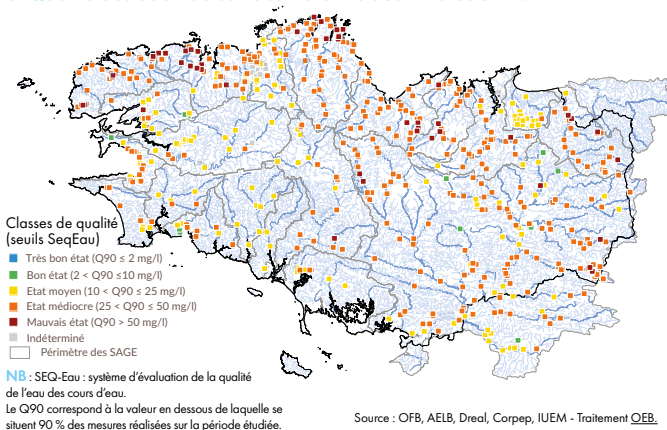 Classes de qualité
(seuils SeqEau)
Très bon état (Q90 ≤ 2 mg/l)
Bon état (2 < Q90 ≤10 mg/l)
Etat moyen (10 < Q90 ≤ 25 mg/l)
Etat médiocre (25 < Q90 ≤ 50 mg/l)
Mauvais état (Q90 > 50 mg/l)
Indéterminé
Périmètre des SAGE
NB : SEQ-Eau : système d'évaluation de la qualité
de l'eau des cours d'eau.
Le Q90 correspond à la valeur en dessous de laquelle se
situent 90 % des mesures réalisées sur la période étudiée.
Source : OFB, AELB, Dreal, Corpep, IUEM - Traitement OEB.